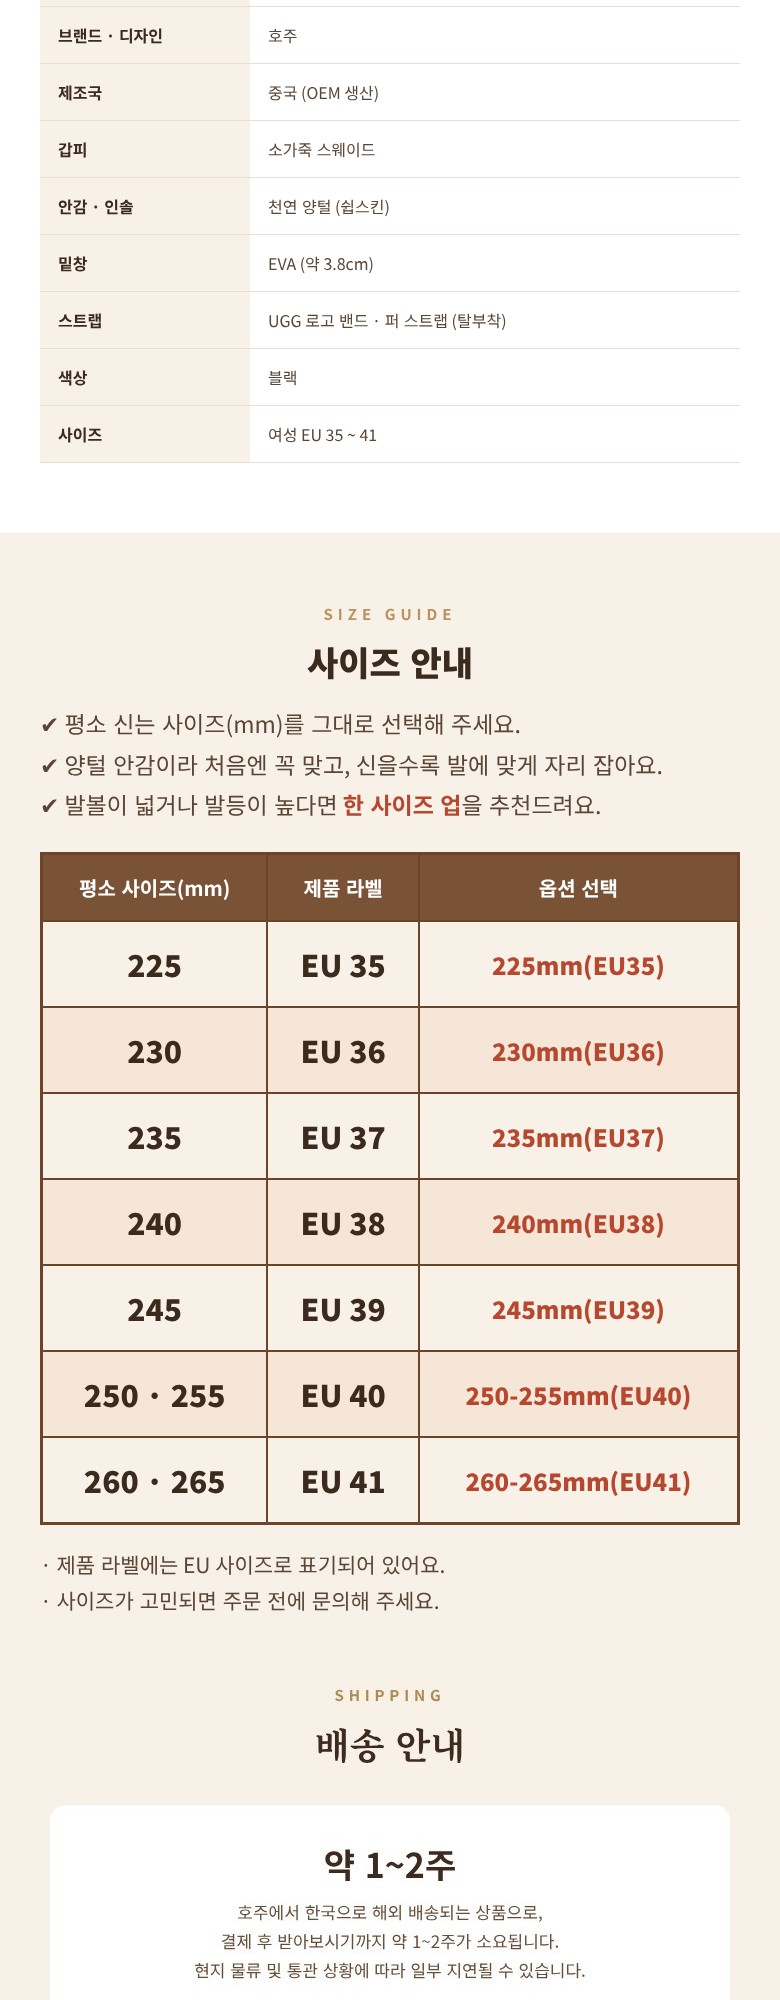 브랜드 · 디자인 호주
제조국 중국 (OEM 생산)
갑피 소가죽 스웨이드
안감 · 인솔 천연 양털 (쉽스킨)
밑창 EVA (약 3.8cm)
스트랩 UGG 로고 밴드 · 퍼 스트랩 (탈부착)
색상 블랙
사이즈 여성 EU 35 ~ 41
SIZE GUIDE
사이즈 안내
✔ 평소 신는 사이즈(mm)를 그대로 선택해 주세요.
✔ 양털 안감이라 처음엔 꼭 맞고, 신을수록 발에 맞게 자리 잡아요.
✔ 발볼이 넓거나 발등이 높다면 한 사이즈 업을 추천드려요.
평소 사이즈(mm) 제품 라벨 옵션 선택
225 EU 35 225mm(EU35)
230 EU 36 230mm(EU36)
235 EU 37 235mm(EU37)
240 EU 38 240mm(EU38)
245 EU 39 245mm(EU39)
250 · 255 EU 40 250-255mm(EU40)
260 · 265 EU 41 260-265mm(EU41)
· 제품 라벨에는 EU 사이즈로 표기되어 있어요.
· 사이즈가 고민되면 주문 전에 문의해 주세요.
SHIPPING
배송 안내
약 1~2주
호주에서 한국으로 해외 배송되는 상품으로,
결제 후 받아보시기까지 약 1~2주가 소요됩니다.
현지 물류 및 통관 상황에 따라 일부 지연될 수 있습니다.